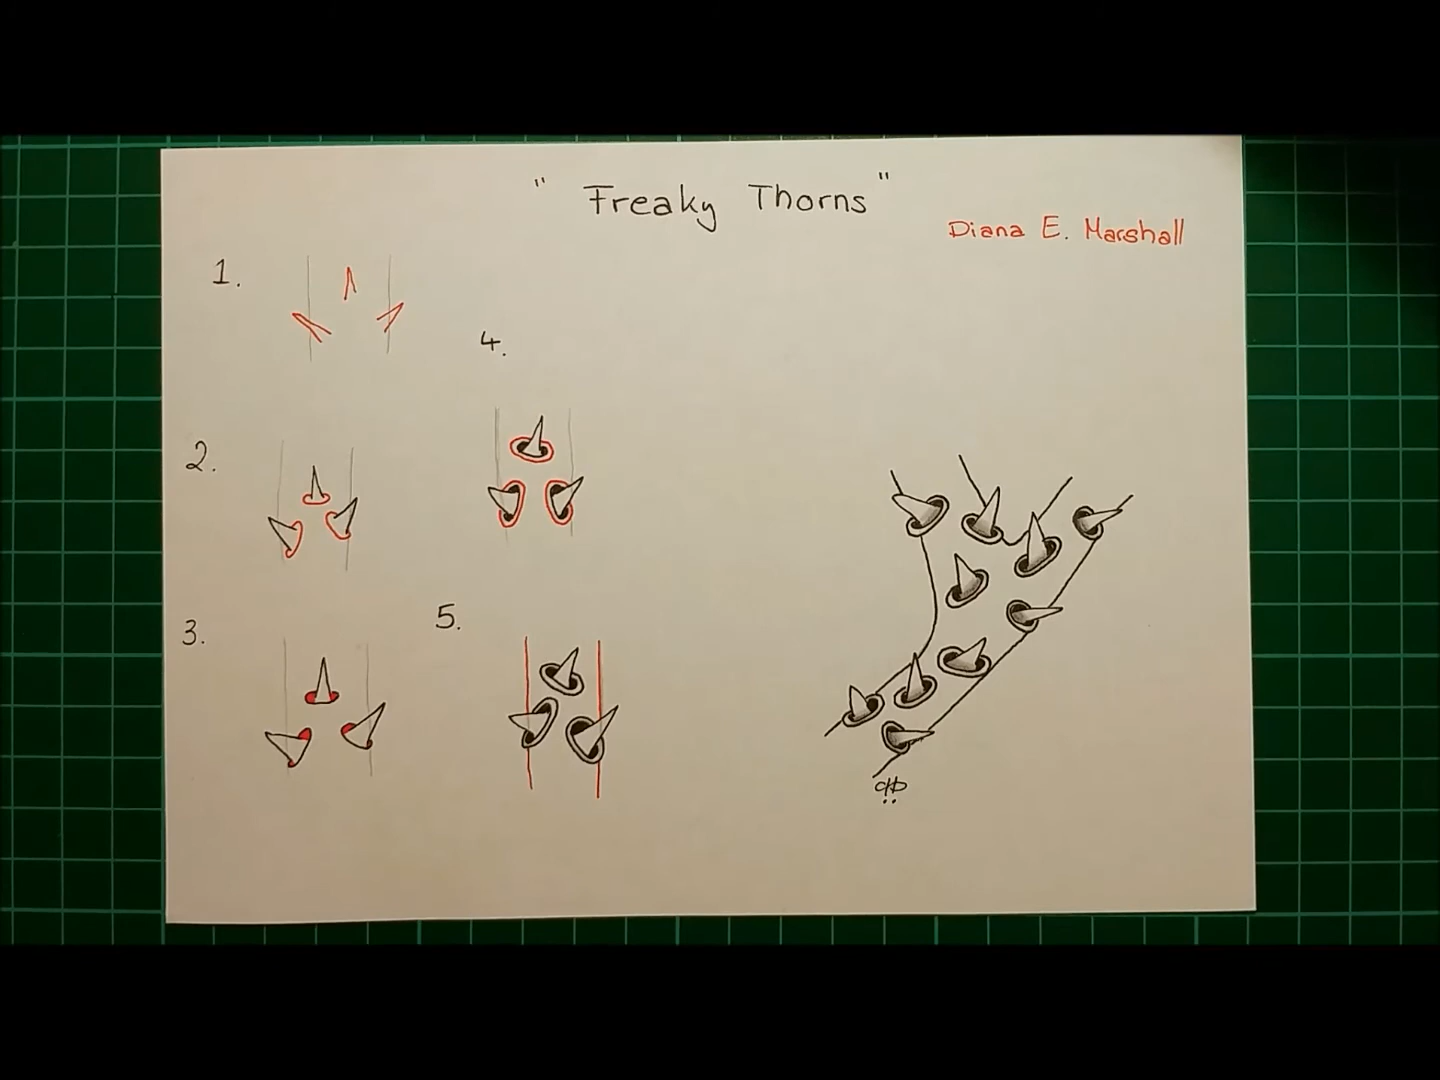 " Freaky Thorns "
Diana E. Marshall
1.
2.
3.
4.
5.